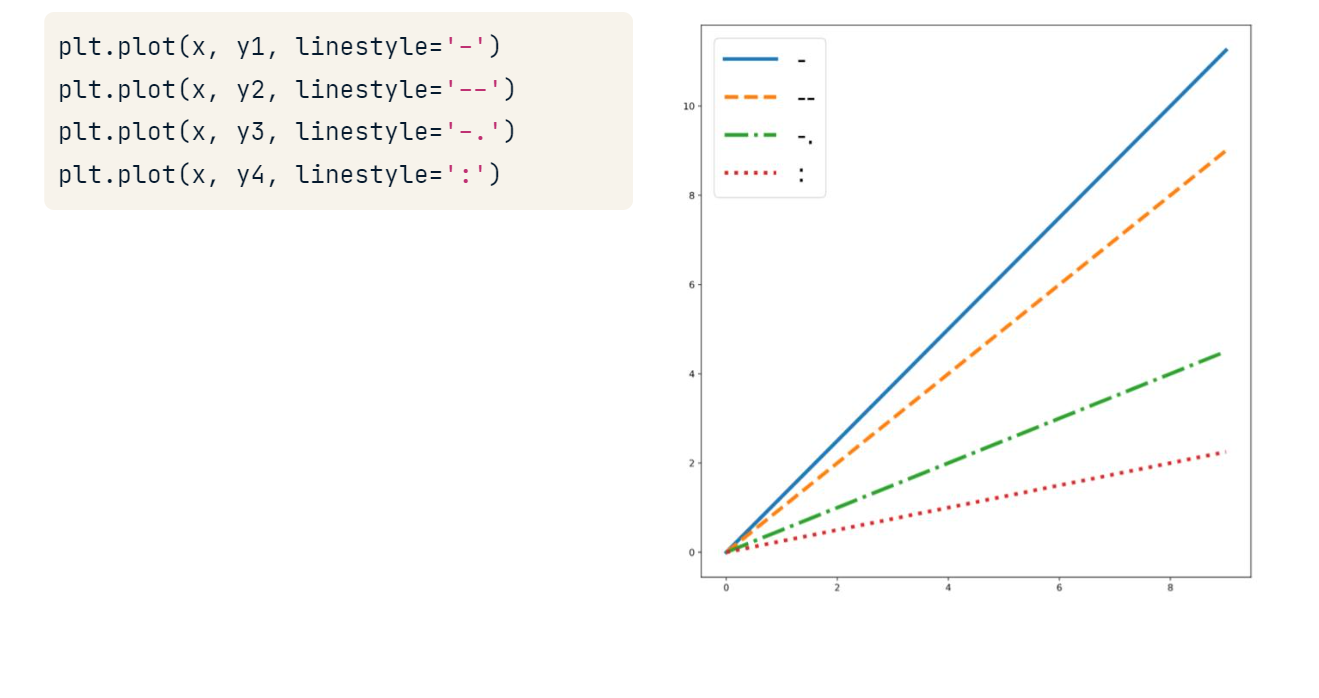 plt.plot(x, y1, linestyle='-')
plt.plot(x, y2, linestyle='--')
plt.plot(x, y3, linestyle='-.')
plt.plot(x, y4, linestyle=':')
-
--
-.
:
10
8
6
4
2
0
0 2 4 6 8